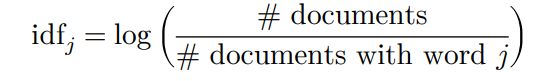 idf_j = log ( # documents / # documents with word j )